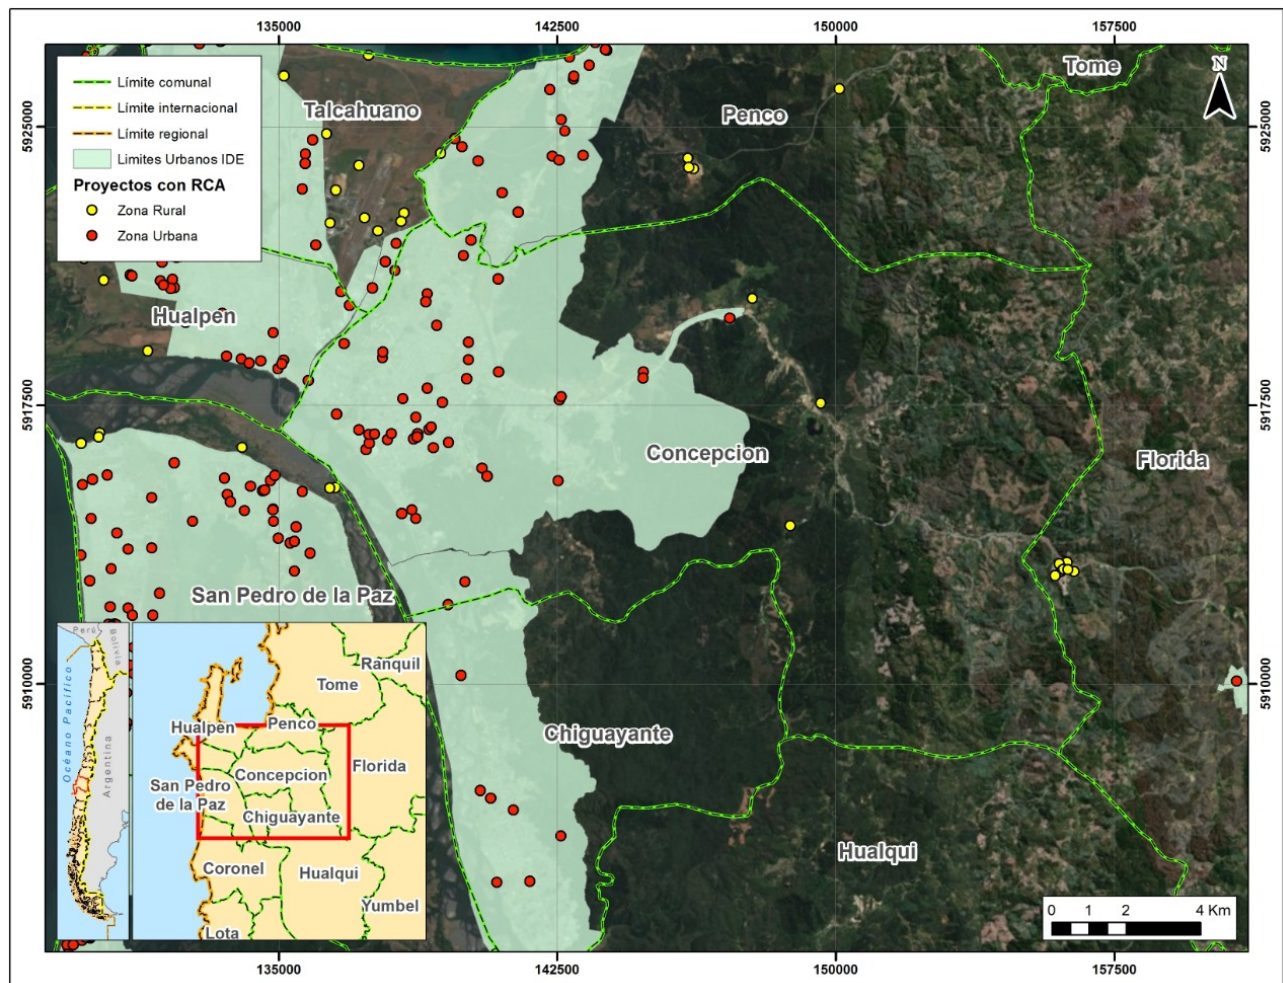 135000 142500 150000 157500
5925000
5917500
5910000
5925000
5917500
5910000
Límite comunal
Límite internacional
Límite regional
Limites Urbanos IDE
Proyectos con RCA
Zona Rural
Zona Urbana
Talcahuano
Penco
Tome
N
Hualpen
Concepcion
Florida
San Pedro de la Paz
Chiguayante
Hualqui
Perú
Bolivia
Océano Pacífico
Argentina
Ranquil
Tome
Hualpen
Penco
Concepcion
Florida
San Pedro
de la Paz
Chiguayante
Coronel
Hualqui
Yumbel
Lota
0 1 2 4 Km
135000 142500 150000 157500